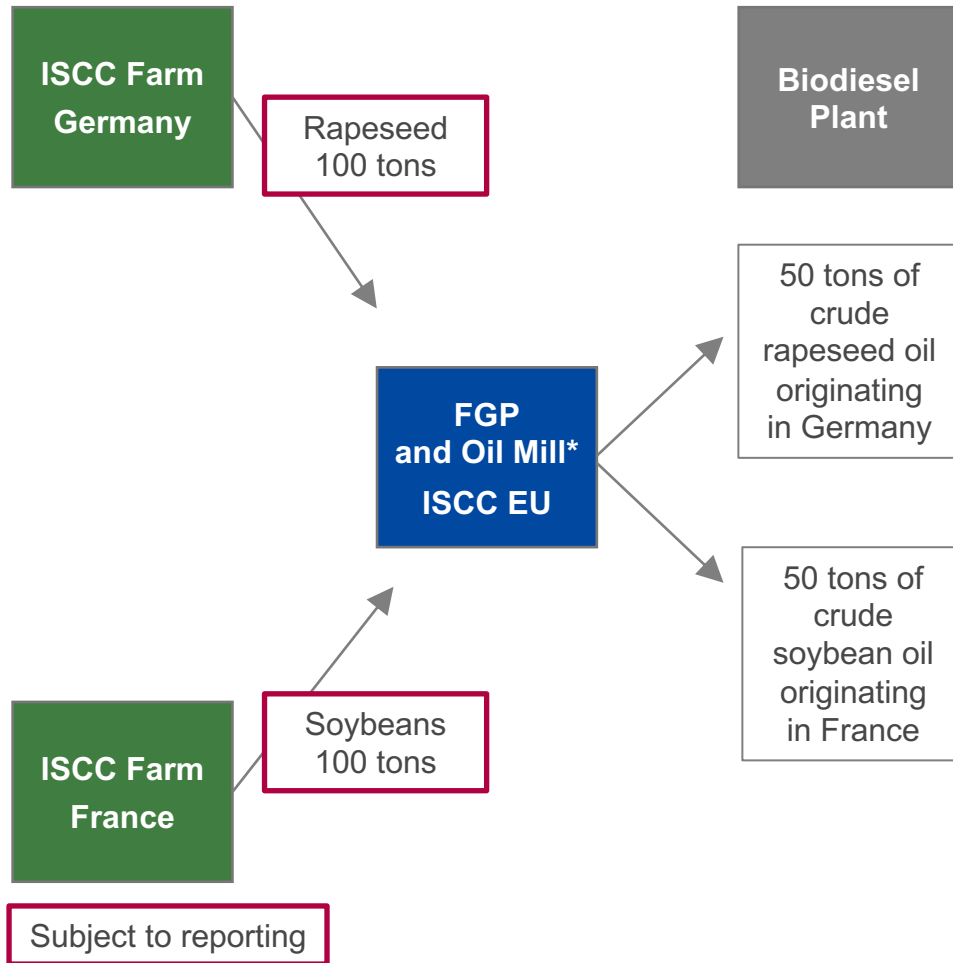 ISCC Farm
Germany
Rapeseed
100 tons
Biodiesel
Plant
50 tons of
crude
rapeseed oil
originating
in Germany
FGP
and Oil Mill*
ISCC EU
50 tons of
crude
soybean oil
originating
in France
Soybeans
100 tons
ISCC Farm
France
Subject to reporting